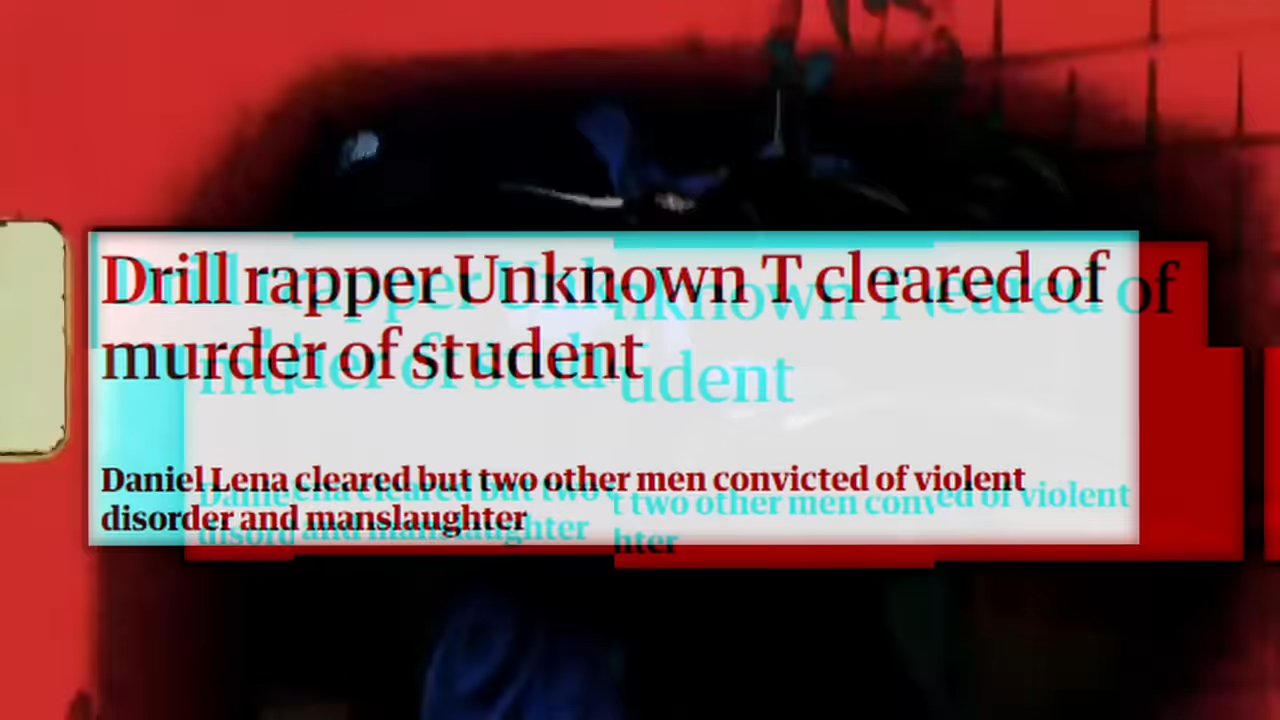 Drill rapper Unknown T cleared of
murder of student
Daniel Lena cleared but two other men convicted of violent
disorder and manslaughter